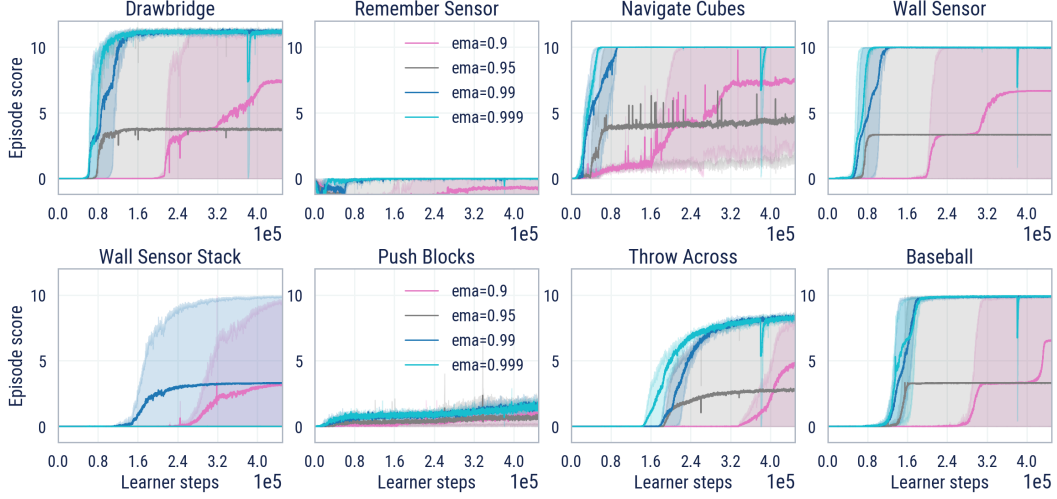 Drawbridge
Remember Sensor
Navigate Cubes
Wall Sensor
Episode score
10
5
0
10
5
0
10
5
0
10
5
0
ema=0.9
ema=0.95
ema=0.99
ema=0.999
0.0 0.8 1.6 2.4 3.2 4.0
1e5
0.0 0.8 1.6 2.4 3.2 4.0
1e5
0.0 0.8 1.6 2.4 3.2 4.0
1e5
0.0 0.8 1.6 2.4 3.2 4.0
1e5
Wall Sensor Stack
Push Blocks
Throw Across
Baseball
Episode score
10
5
0
10
5
0
10
5
0
10
5
0
ema=0.9
ema=0.95
ema=0.99
ema=0.999
0.0 0.8 1.6 2.4 3.2 4.0
Learner steps 1e5
0.0 0.8 1.6 2.4 3.2 4.0
Learner steps 1e5
0.0 0.8 1.6 2.4 3.2 4.0
Learner steps 1e5
0.0 0.8 1.6 2.4 3.2 4.0
Learner steps 1e5